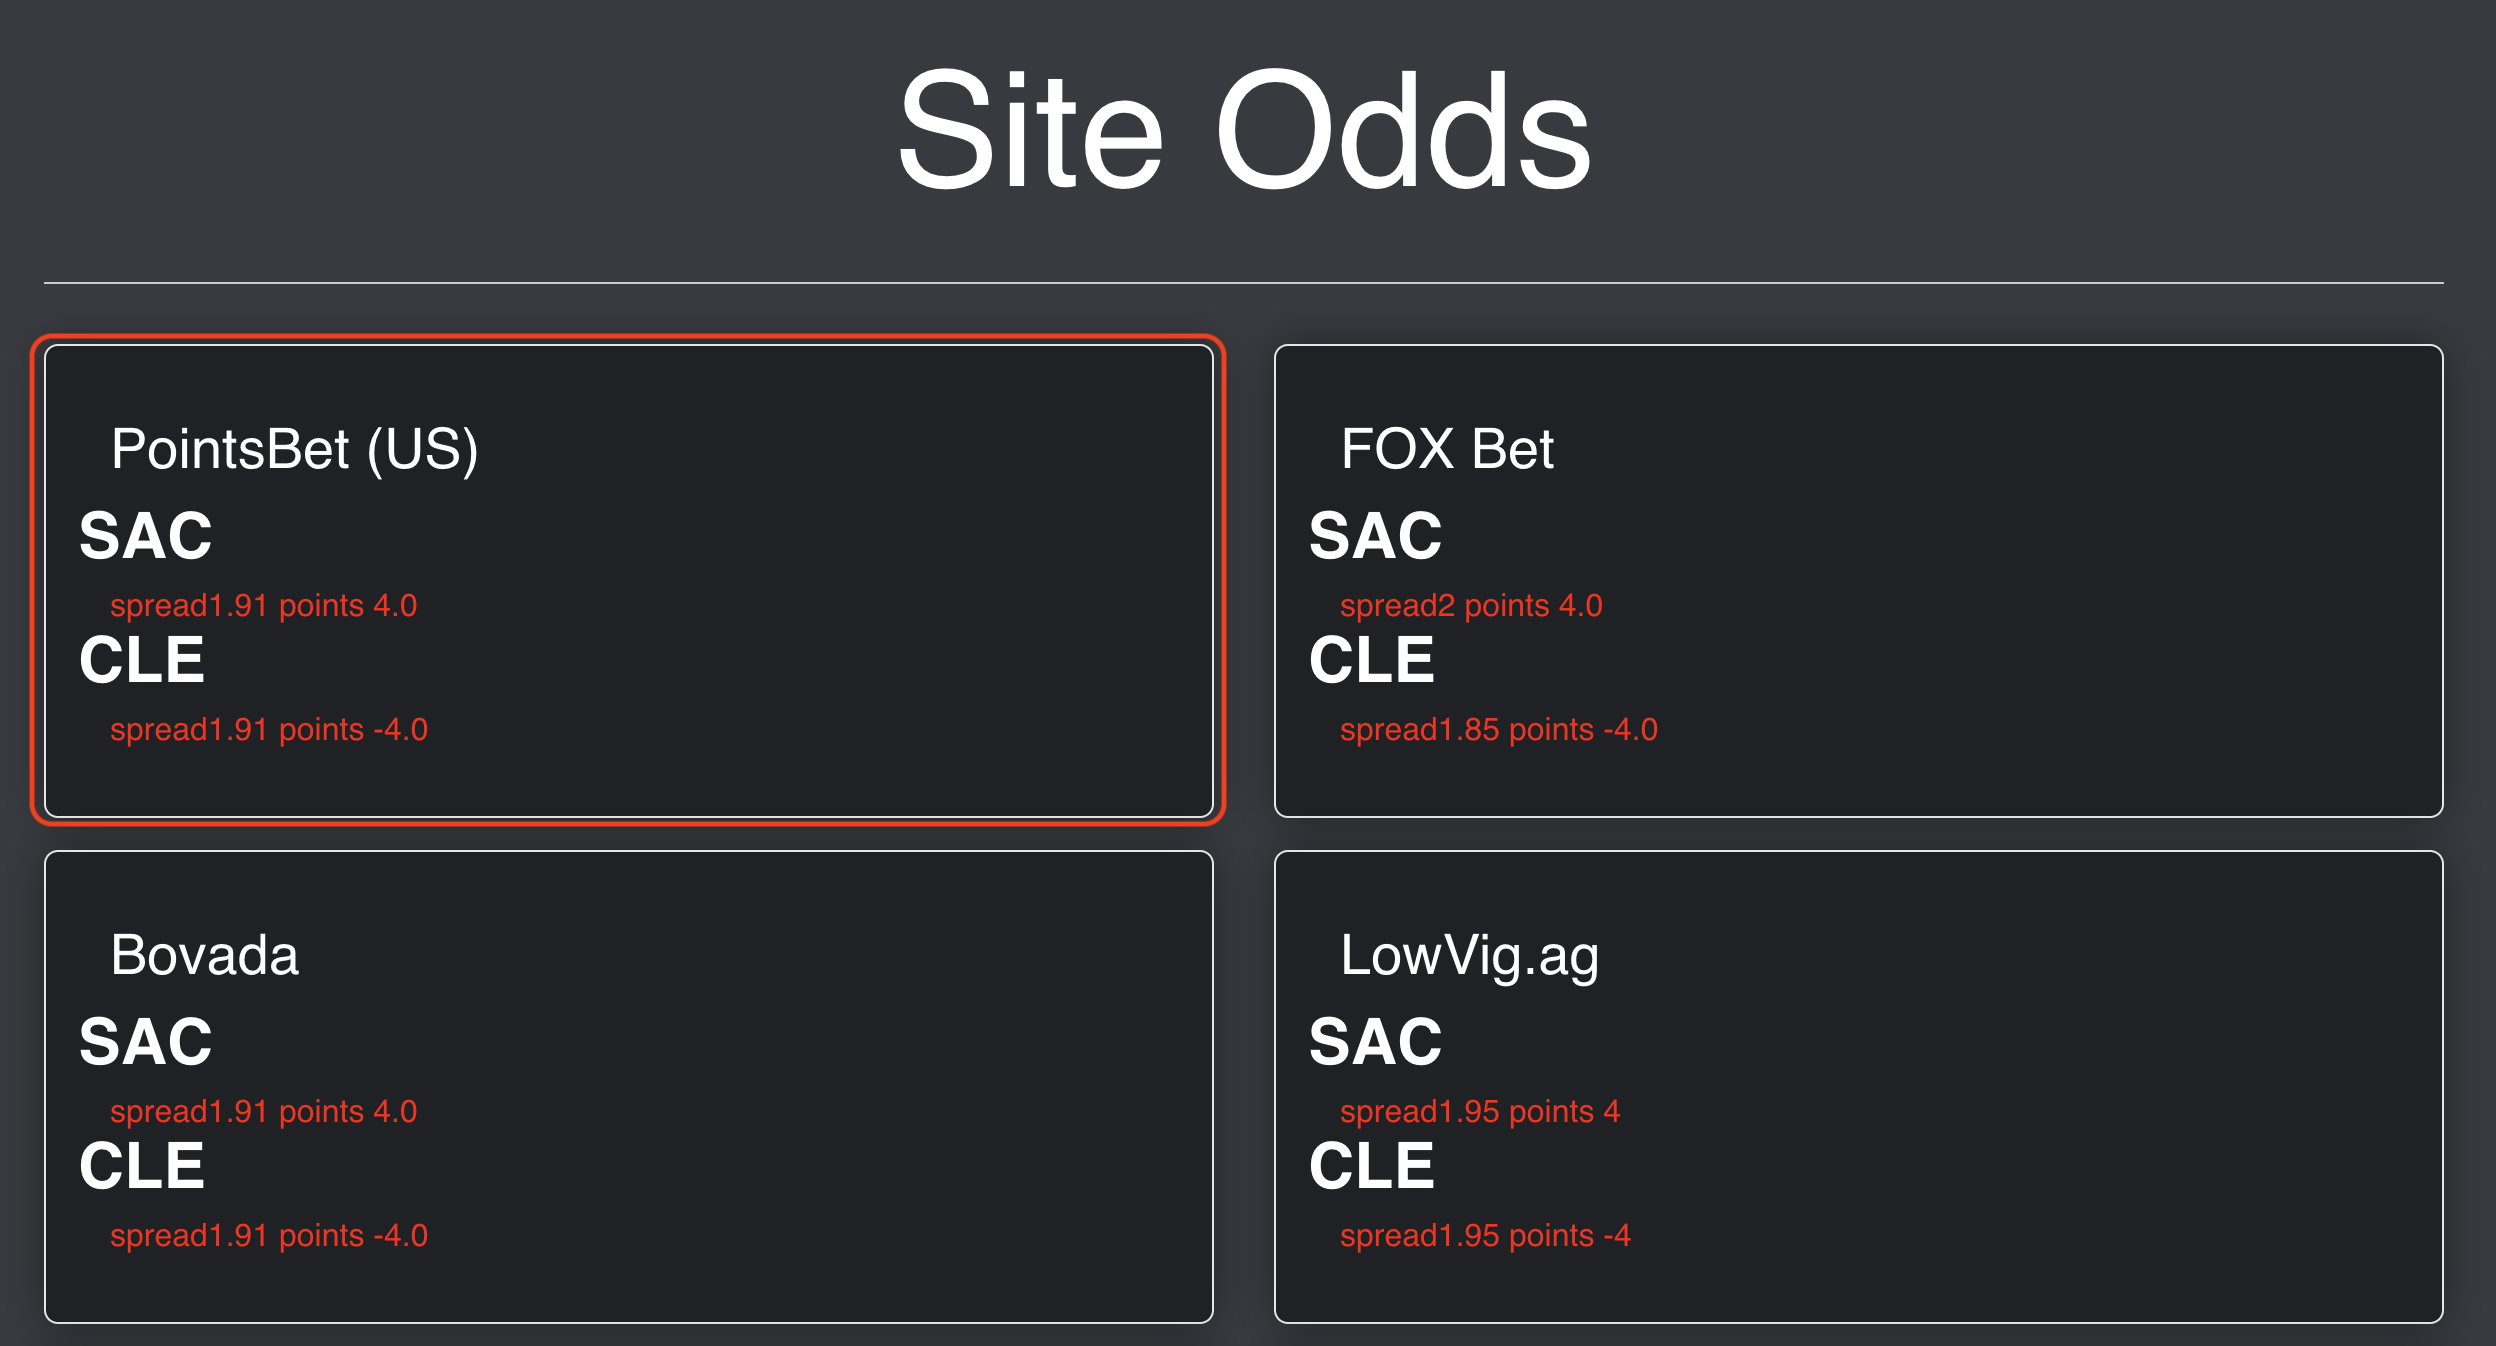 Site Odds
PointsBet (US)
SAC
spread1.91 points 4.0
CLE
spread1.91 points -4.0
FOX Bet
SAC
spread2 points 4.0
CLE
spread1.85 points -4.0
Bovada
SAC
spread1.91 points 4.0
CLE
spread1.91 points -4.0
LowVig.ag
SAC
spread1.95 points 4
CLE
spread1.95 points -4